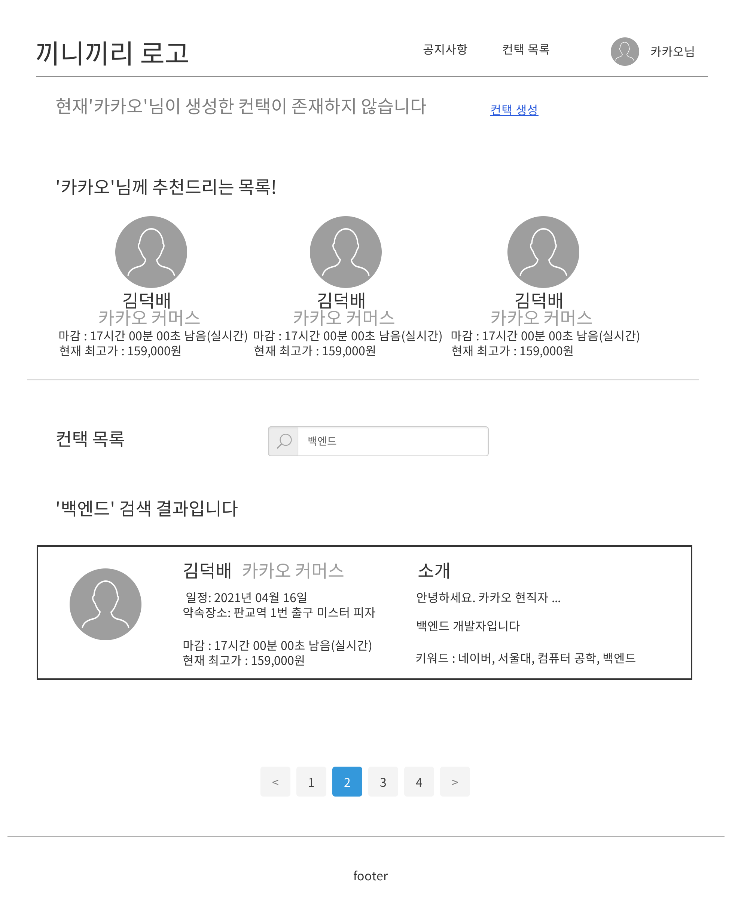 끼니끼리 로고
공지사항 컨택 목록 카카오님
현재'카카오'님이 생성한 컨택이 존재하지 않습니다 컨택 생성
'카카오'님께 추천드리는 목록!
김덕배 김덕배 김덕배
카카오 커머스 카카오 커머스 카카오 커머스
마감 : 17시간 00분 00초 남음(실시간) 마감 : 17시간 00분 00초 남음(실시간) 마감 : 17시간 00분 00초 남음(실시간)
현재 최고가 : 159,000원 현재 최고가 : 159,000원 현재 최고가 : 159,000원
컨택 목록 백엔드
'백엔드' 검색 결과입니다
김덕배 카카오 커머스
일정: 2021년 04월 16일
약속장소: 판교역 1번 출구 미스터 피자
마감 : 17시간 00분 00초 남음(실시간)
현재 최고가 : 159,000원
소개
안녕하세요. 카카오 현직자 ...
백엔드 개발자입니다
키워드 : 네이버, 서울대, 컴퓨터 공학, 백엔드
< 1 2 3 4 >
footer